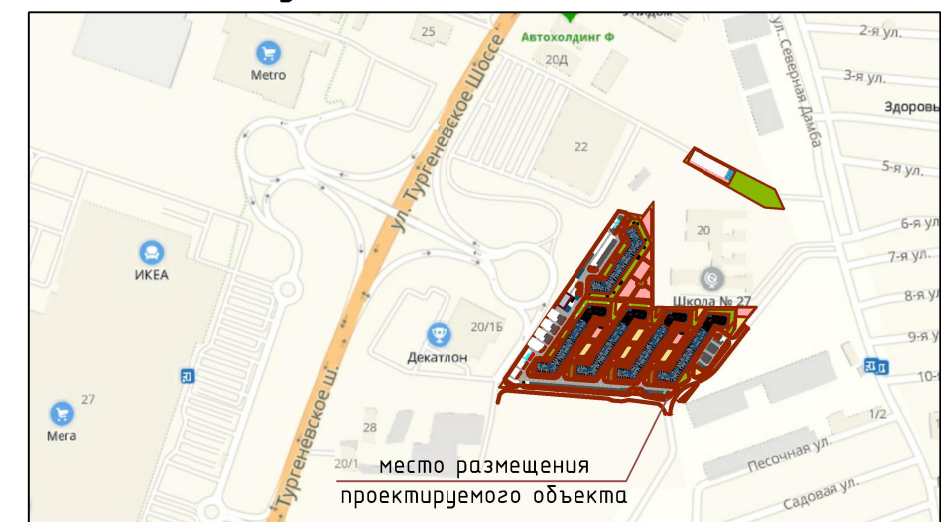 25
Автохолдинг Ф
2-я ул.
Metro
20Д
3-я ул.
ул. Северная Дамба
Здоровь
ул. Тургеневское Шоссе
22
5-я ул.
20
6-я ул
ИКЕА
7-я ул.
Школа № 27
8-я ул
20/1Б
9-я у
Декатлон
10-
27
Мега
28
1/2
Тургеневское ш.
20/1
место размещения
проектируемого объекта
Песочная ул.
Садовая ул.